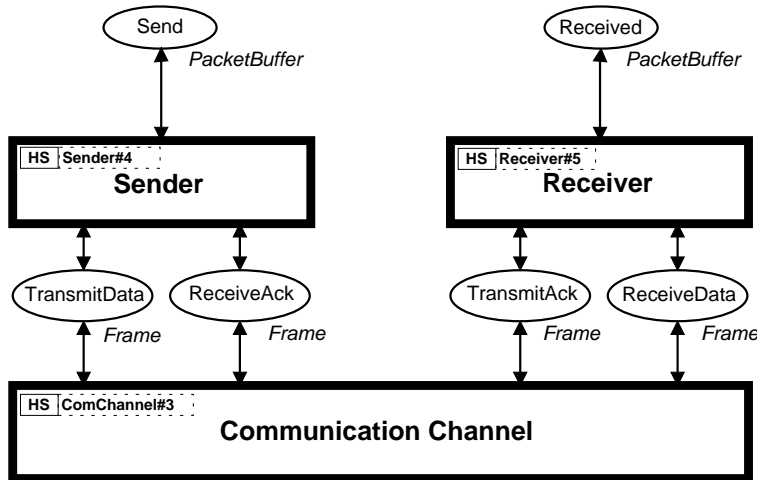 Send
Received
PacketBuffer
PacketBuffer
HS Sender#4
HS Receiver#5
Sender
Receiver
TransmitData
ReceiveAck
TransmitAck
ReceiveData
Frame
Frame
Frame
Frame
HS ComChannel#3
Communication Channel